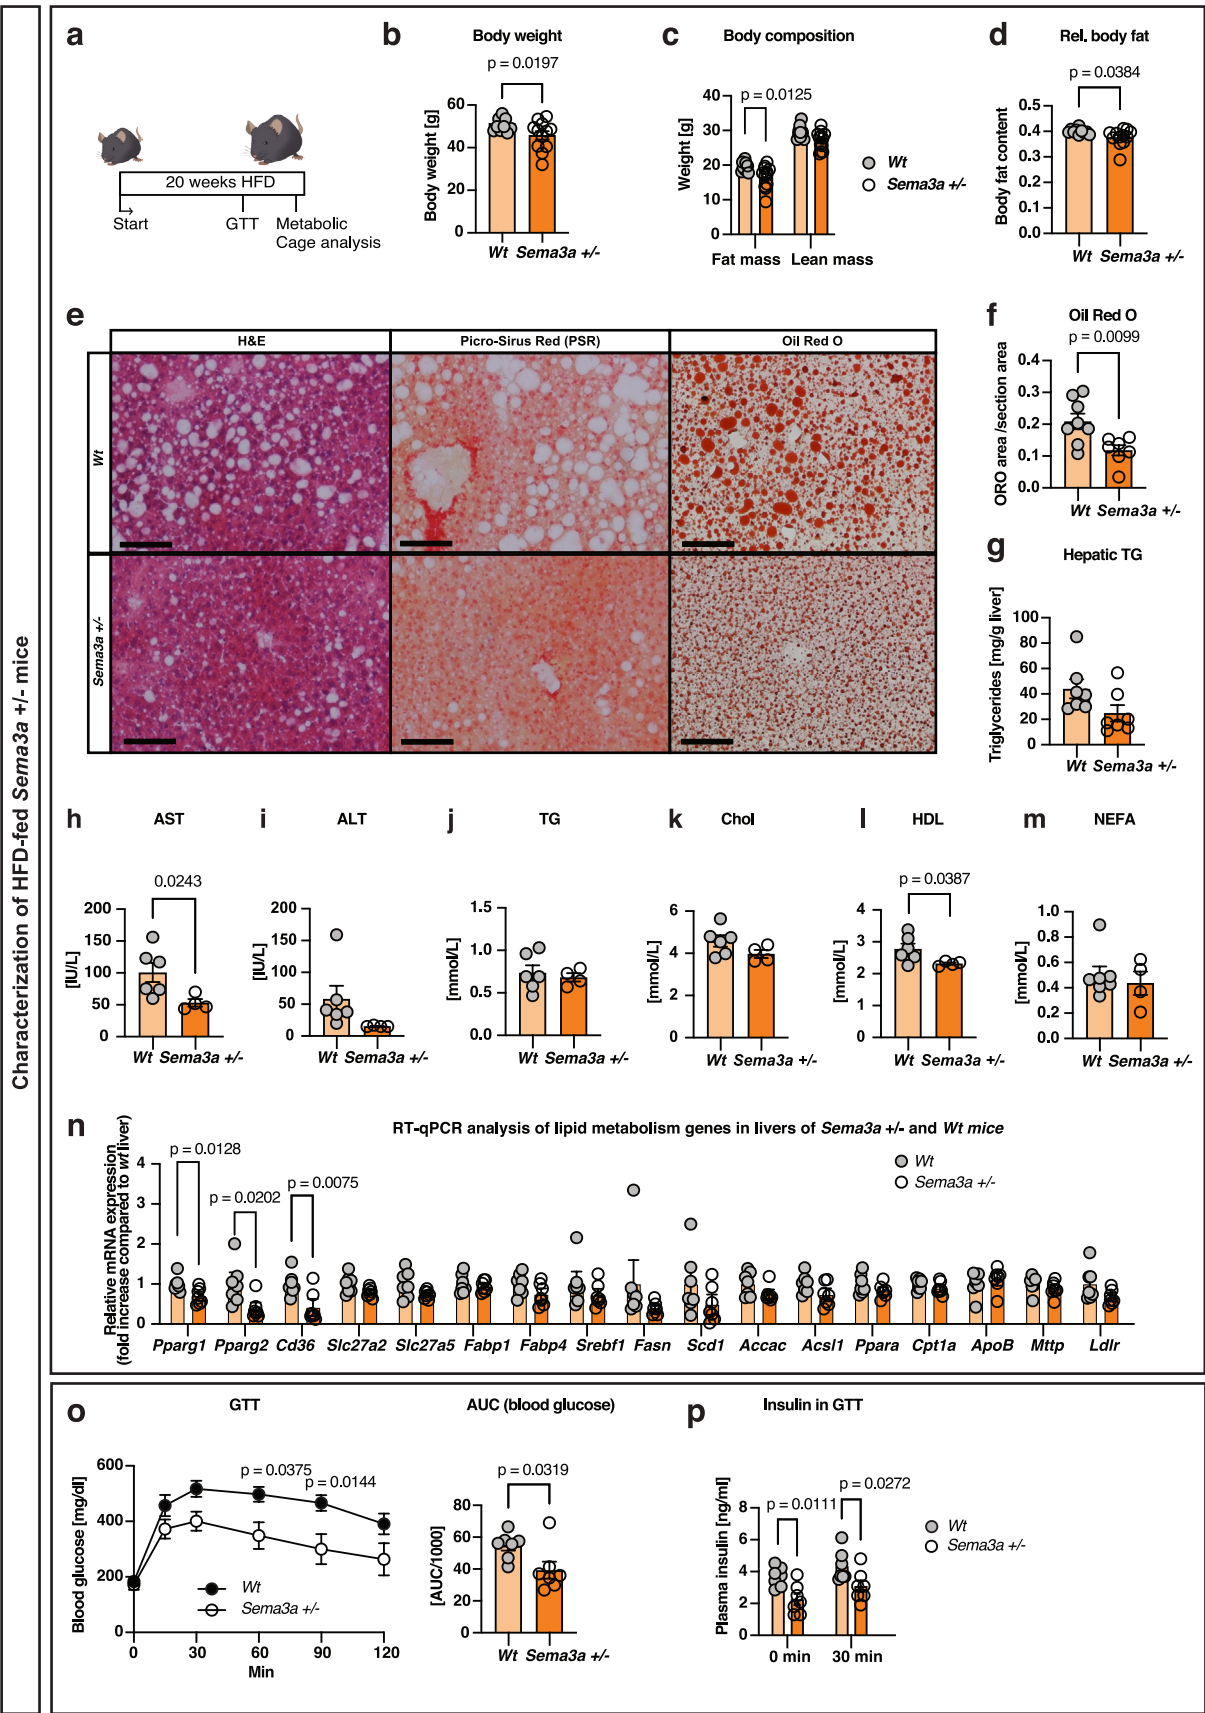 Characterization of HFD-fed Sema3a +/- mice
a
20 weeks HFD
Start
GTT
Metabolic
Cage analysis
b
Body weight
p = 0.0197
Body weight [g]
60
40
20
0
Wt Sema3a +/-
c
Body composition
p = 0.0125
Weight [g]
40
30
20
10
0
Fat mass Lean mass
Wt
Sema3a +/-
d
Rel. body fat
p = 0.0384
Body fat content
0.5
0.4
0.3
0.2
0.1
0.0
Wt Sema3a +/-
e
H&E
Picro-Sirus Red (PSR)
Oil Red O
Wt
Sema3a +/-
f
Oil Red O
p = 0.0099
ORO area /section area
0.4
0.3
0.2
0.1
0.0
Wt Sema3a +/-
g
Hepatic TG
Triglycerides [mg/g liver]
100
80
60
40
20
0
Wt Sema3a +/-
h
AST
0.0243
[IU/L]
200
150
100
50
0
Wt Sema3a +/-
i
ALT
[IU/L]
200
150
100
50
0
Wt Sema3a +/-
j
TG
[mmol/L]
1.5
1.0
0.5
0.0
Wt Sema3a +/-
k
Chol
[mmol/L]
6
4
2
0
Wt Sema3a +/-
l
HDL
p = 0.0387
[mmol/L]
4
3
2
1
0
Wt Sema3a +/-
m
NEFA
[mmol/L]
1.0
0.8
0.6
0.4
0.2
0.0
Wt Sema3a +/-
n
RT-qPCR analysis of lipid metabolism genes in livers of Sema3a +/- and Wt mice
Relative mRNA expression
(fold increase compared to wt liver)
p = 0.0128
p = 0.0202
p = 0.0075
Wt
Sema3a +/-
4
3
2
1
0
Pparg1 Pparg2 Cd36 Slc27a2 Slc27a5 Fabp1 Fabp4 Srebf1 Fasn Scd1 Accac Acsl1 Ppara Cpt1a ApoB Mttp Ldlr
o
GTT
Blood glucose [mg/dl]
600
400
200
0
p = 0.0375
p = 0.0144
Wt
Sema3a +/-
0 30 60 90 120
Min
AUC (blood glucose)
p = 0.0319
[AUC/1000]
80
60
40
20
0
Wt Sema3a +/-
p
Insulin in GTT
p = 0.0111
p = 0.0272
Plasma insulin [ng/ml]
8
6
4
2
0
0 min 30 min
Wt
Sema3a +/-